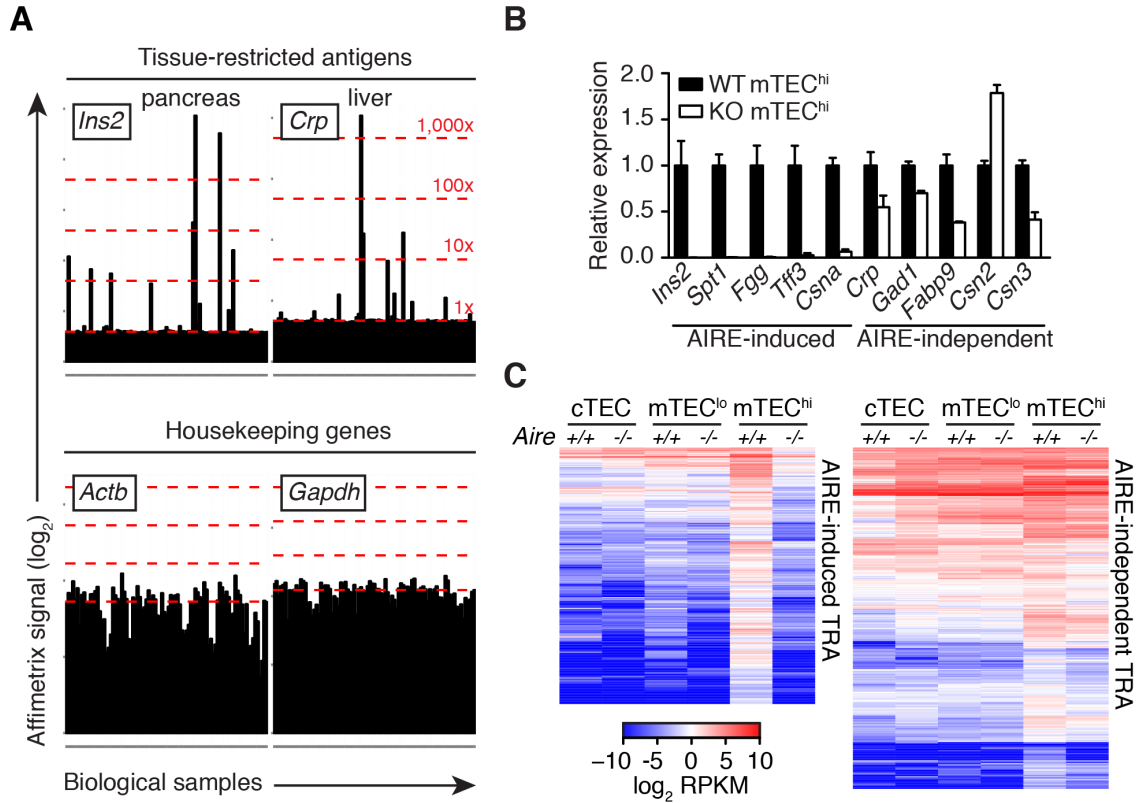 A
Tissue-restricted antigens
pancreas
liver
Ins2
Crp
1,000x
100x
10x
1x
Housekeeping genes
Actb
Gapdh
Affimetrix signal (log2)
Biological samples
B
Relative expression
2.0
1.5
1.0
0.5
0.0
WT mTEChi
KO mTEChi
Ins2 Spt1 Fgg Tff3 Csna Crp Gad1 Fabp9 Csn2 Csn3
AIRE-induced AIRE-independent
C
cTEC mTEClo mTEChi
Aire +/+ -/- +/+ -/- +/+ -/-
AIRE-induced TRA
cTEC mTEClo mTEChi
+/+ -/- +/+ -/- +/+ -/-
AIRE-independent TRA
−10 -5 0 5 10
log2 RPKM